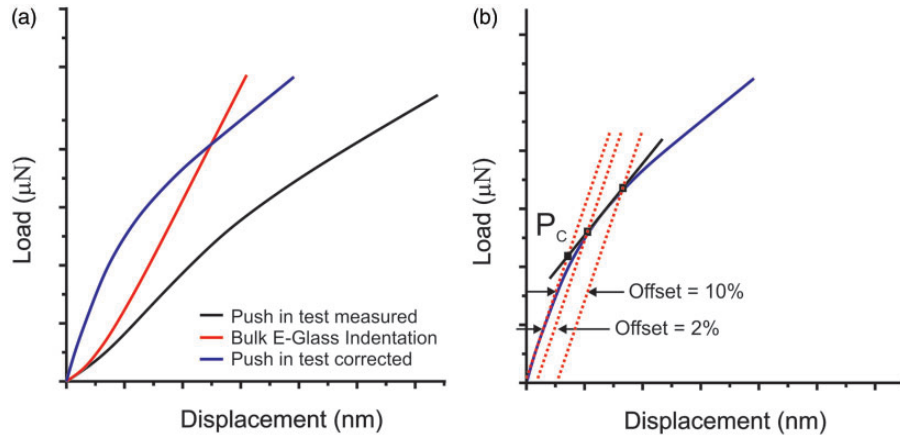 (a)
Load (μN)
Push in test measured
Bulk E-Glass Indentation
Push in test corrected
Displacement (nm)
(b)
Load (μN)
P_C
Offset = 10%
Offset = 2%
Displacement (nm)